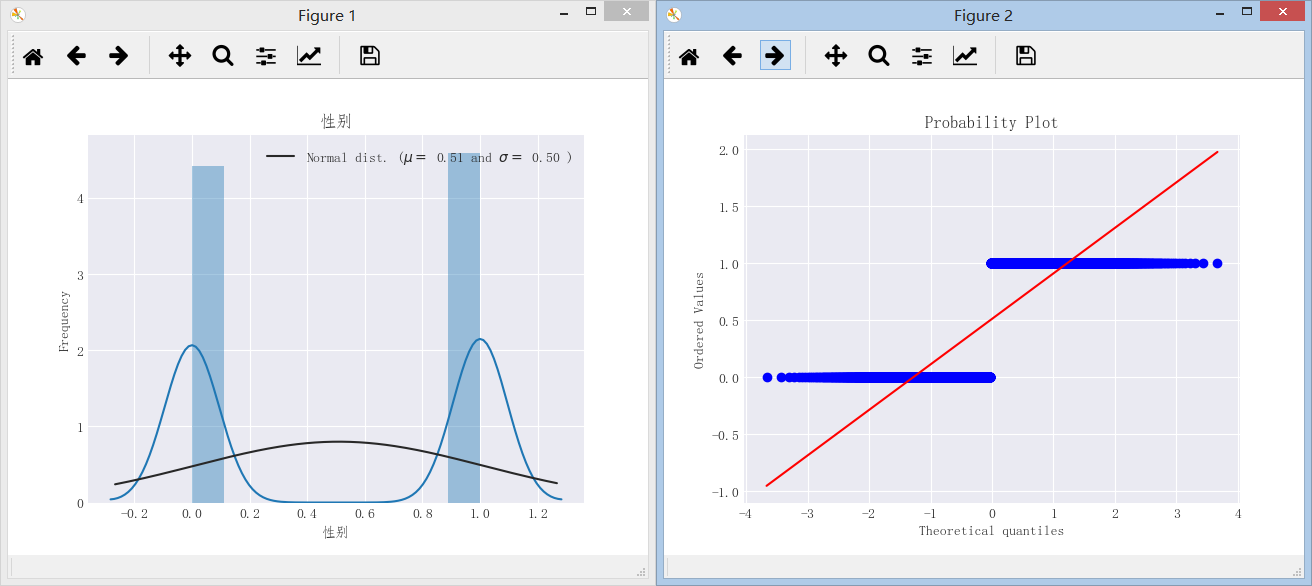 Figure 1
性别
Normal dist. (μ = 0.51 and σ = 0.50 )
Frequency
4
3
2
1
0
-0.2 0.0 0.2 0.4 0.6 0.8 1.0 1.2
性别
Figure 2
Probability Plot
Ordered Values
2.0
1.5
1.0
0.5
0.0
-0.5
-1.0
-4 -3 -2 -1 0 1 2 3 4
Theoretical quantiles